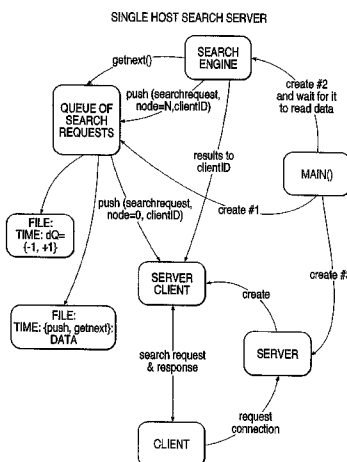 SINGLE HOST SEARCH SERVER
SEARCH
ENGINE
getnext()
create #2
and wait for it
to read data
push (searchrequest,
node=N,clientID)
QUEUE OF
SEARCH
REQUESTS
results to
clientID
MAIN()
push (searchrequest,
node=0, clientID)
create #1
FILE:
TIME: dQ=
{-1, +1}
SERVER
CLIENT
create
create #3
FILE:
TIME: {push, getnext}:
DATA
SERVER
search request
& response
request
connection
CLIENT